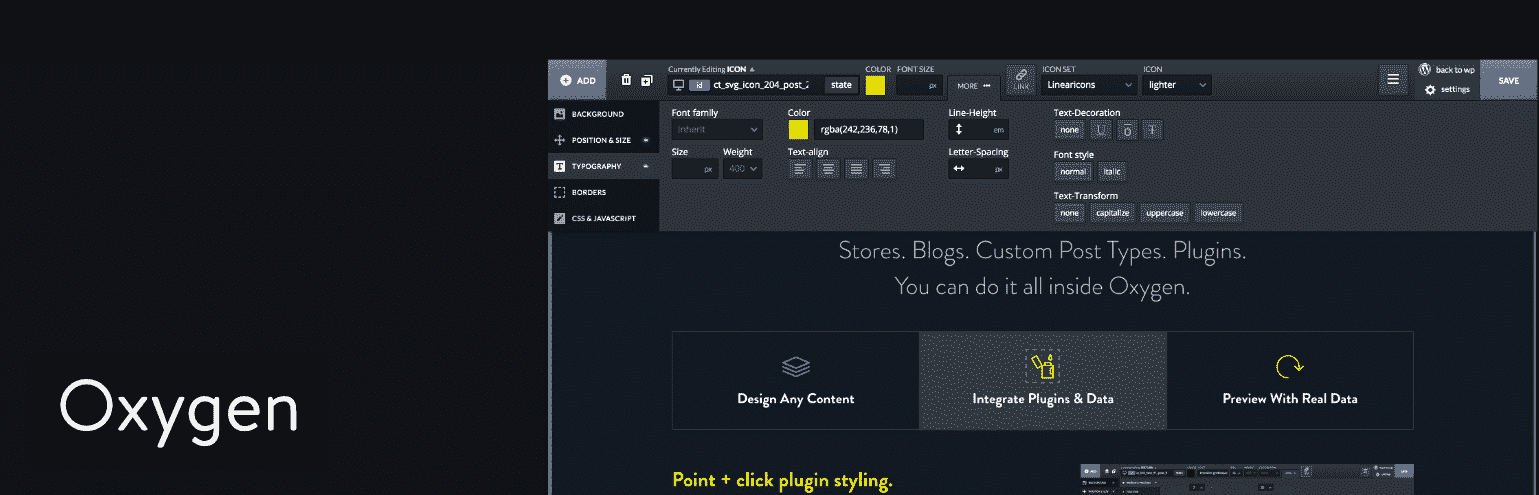 Oxygen
ADD
Currently Editing ICON
id ct_svg_icon_204_post_2 state
COLOR
FONT SIZE
px
MORE
LINK
ICON SET
Linearicons
ICON
lighter
back to wp
settings
SAVE
BACKGROUND
POSITION & SIZE
TYPOGRAPHY
BORDERS
CSS & JAVASCRIPT
Font family
Inherit
Color
rgba(242,236,78,1)
Line-Height
em
Text-Decoration
none U O T
Size
px
Weight
400
Text-align
Letter-Spacing
px
Font style
normal italic
Text-Transform
none capitalize uppercase lowercase
Stores. Blogs. Custom Post Types. Plugins.
You can do it all inside Oxygen.
Design Any Content
Integrate Plugins & Data
Preview With Real Data
Point + click plugin styling.
ADD